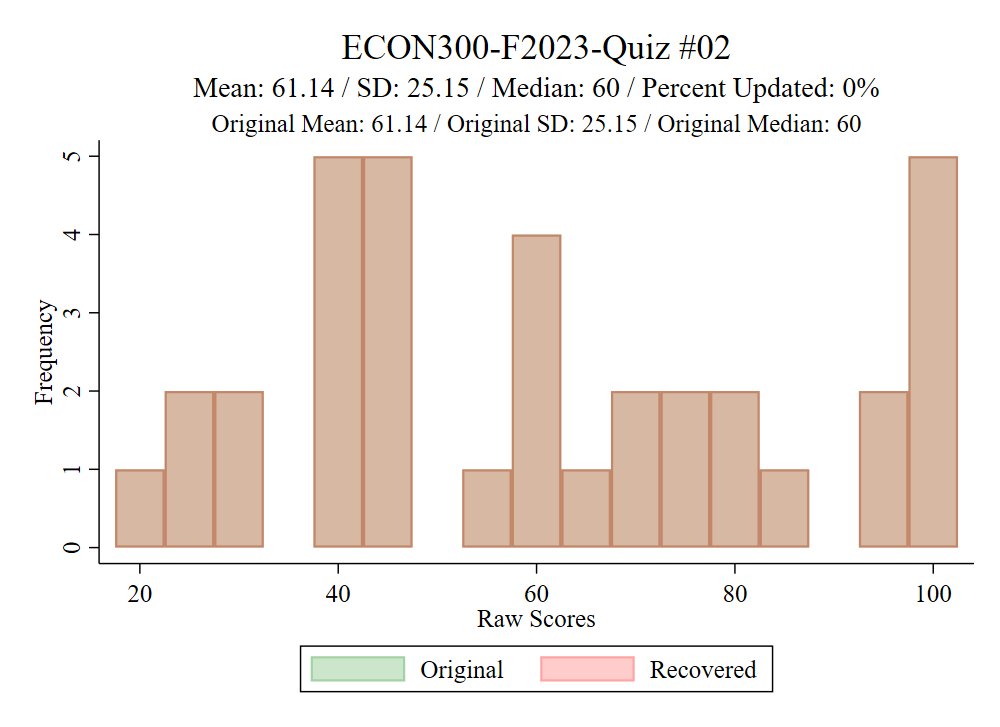 ECON300-F2023-Quiz #02
Mean: 61.14 / SD: 25.15 / Median: 60 / Percent Updated: 0%
Original Mean: 61.14 / Original SD: 25.15 / Original Median: 60
5
4
3
2
1
0
Frequency
20 40 60 80 100
Raw Scores
Original Recovered